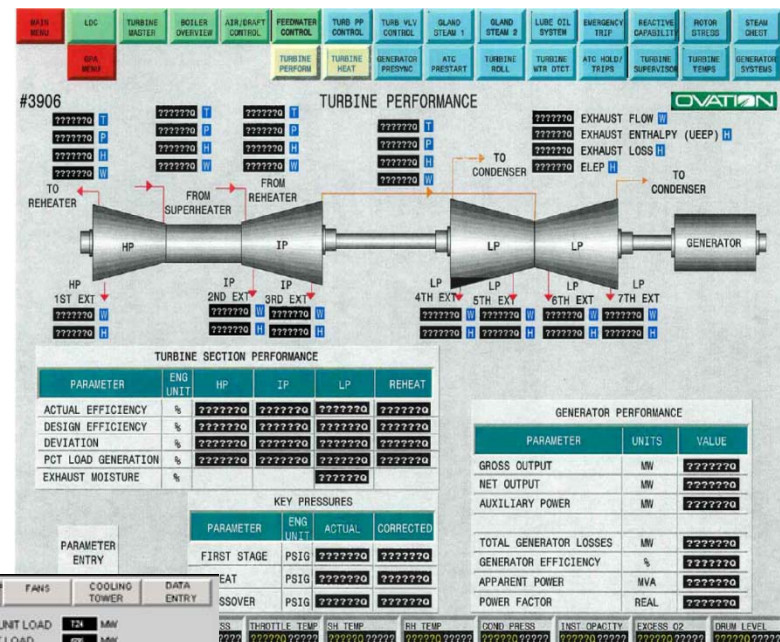 MAIN MENU
LDC
TURBINE MASTER
BOILER OVERVIEW
AIR/DRAFT CONTROL
FEEDWATER CONTROL
TURB PP CONTROL
TURB VLV CONTROL
GLAND STEAM 1
GLAND STEAM 2
LUBE OIL SYSTEM
EMERGENCY TRIP
REACTIVE CAPABILITY
ROTOR STRESS
STEAM CHEST
MENU
TURBINE PERFORM
TURBINE HEAT
GENERATOR PRESYNC
ATC PRESTART
TURBINE ROLL
TURBINE WTR DTCT
ATC HOLD/ TRIPS
TURBINE SUPERVISOR
TURBINE TEMPS
GENERATOR SYSTEMS
#3906
TURBINE PERFORMANCE
OVATION
??????Q T ??????Q T ??????Q T ??????Q T
??????Q P ??????Q P ??????Q P ??????Q P
??????Q H ??????Q H ??????Q H ??????Q H
??????Q W ??????Q W ??????Q W ??????Q W
??????Q EXHAUST FLOW W
??????Q EXHAUST ENTHALPY (UEEP) H
??????Q EXHAUST LOSS H
??????Q ELEP H
TO REHEATER
FROM SUPERHEATER
FROM REHEATER
TO CONDENSER
TO CONDENSER
HP
IP
LP
LP
GENERATOR
HP 1ST EXT
IP 2ND EXT
IP 3RD EXT
LP 4TH EXT
LP 5TH EXT
LP 6TH EXT
LP 7TH EXT
??????Q W ??????Q W ??????Q W ??????Q W ??????Q W ??????Q W ??????Q W
??????Q H ??????Q H ??????Q H ??????Q H ??????Q H ??????Q H ??????Q H
TURBINE SECTION PERFORMANCE
PARAMETER ENG UNIT HP IP LP REHEAT
ACTUAL EFFICIENCY % ??????Q ??????Q ??????Q ??????Q
DESIGN EFFICIENCY % ??????Q ??????Q ??????Q ??????Q
DEVIATION % ??????Q ??????Q ??????Q ??????Q
PCT LOAD GENERATION % ??????Q ??????Q ??????Q ??????Q
EXHAUST MOISTURE % ??????Q
GENERATOR PERFORMANCE
PARAMETER UNITS VALUE
GROSS OUTPUT MW ??????Q
NET OUTPUT MW ??????Q
AUXILIARY POWER MW ??????Q
TOTAL GENERATOR LOSSES MW ??????Q
GENERATOR EFFICIENCY % ??????Q
APPARENT POWER MVA ??????Q
POWER FACTOR REAL ??????Q
KEY PRESSURES
PARAMETER ENG UNIT ACTUAL CORRECTED
FIRST STAGE PSIG ??????Q ??????Q
EAT PSIG ??????Q ??????Q
SSOVER PSIG ??????Q ??????Q
PARAMETER ENTRY
FANS
COOLING TOWER
DATA ENTRY
UNIT LOAD 724 MW
LOAD MW
SS THROTTLE TEMP SH TEMP RH TEMP COND PRESS INST OPACITY EXCESS O2 DRUM LEVEL